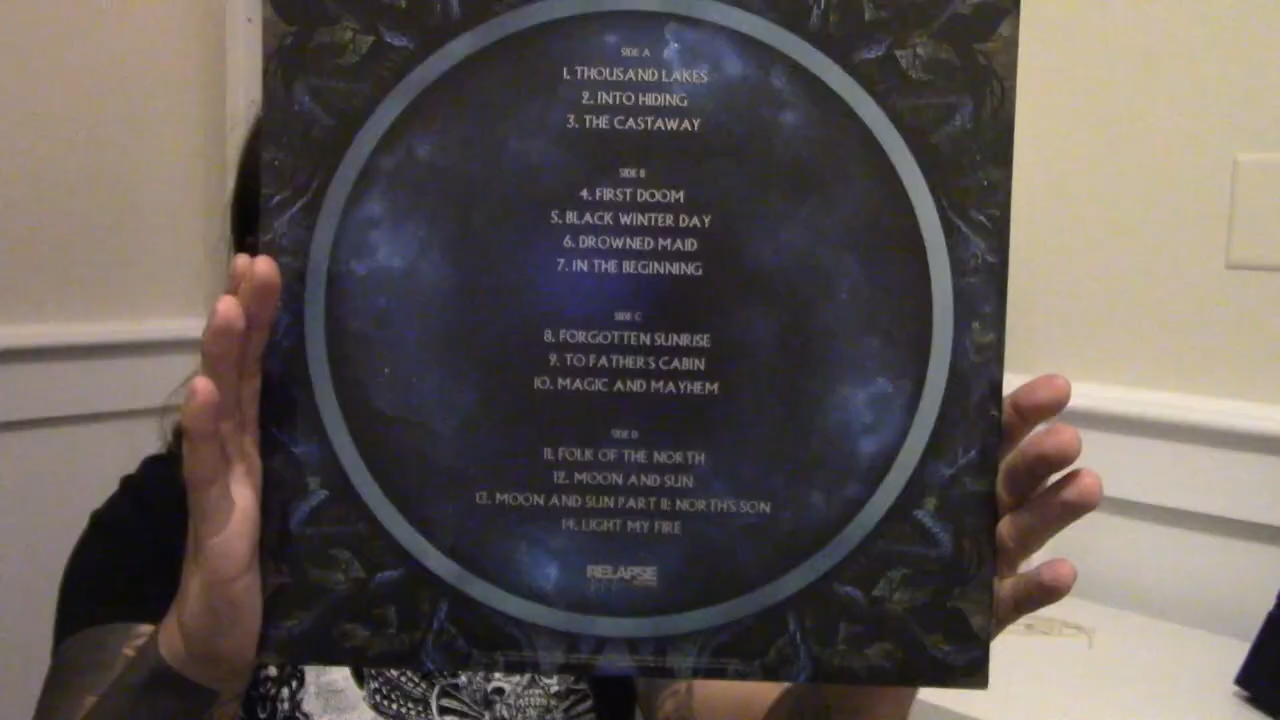 SIDE A
1. THOUSAND LAKES
2. INTO HIDING
3. THE CASTAWAY
SIDE B
4. FIRST DOOM
5. BLACK WINTER DAY
6. DROWNED MAID
7. IN THE BEGINNING
SIDE C
8. FORGOTTEN SUNRISE
9. TO FATHER'S CABIN
10. MAGIC AND MAYHEM
SIDE D
11. FOLK OF THE NORTH
12. MOON AND SUN
13. MOON AND SUN PART II: NORTH'S SON
14. LIGHT MY FIRE
RELAPSE